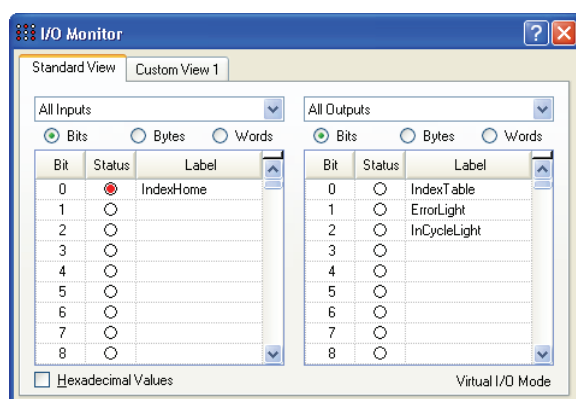 I/O Monitor
Standard View Custom View 1
All Inputs All Outputs
Bits Bytes Words Bits Bytes Words
Bit Status Label Bit Status Label
0 IndexHome 0 IndexTable
1 1 ErrorLight
2 2 InCycleLight
3 3
4 4
5 5
6 6
7 7
8 8
Hexadecimal Values Virtual I/O Mode